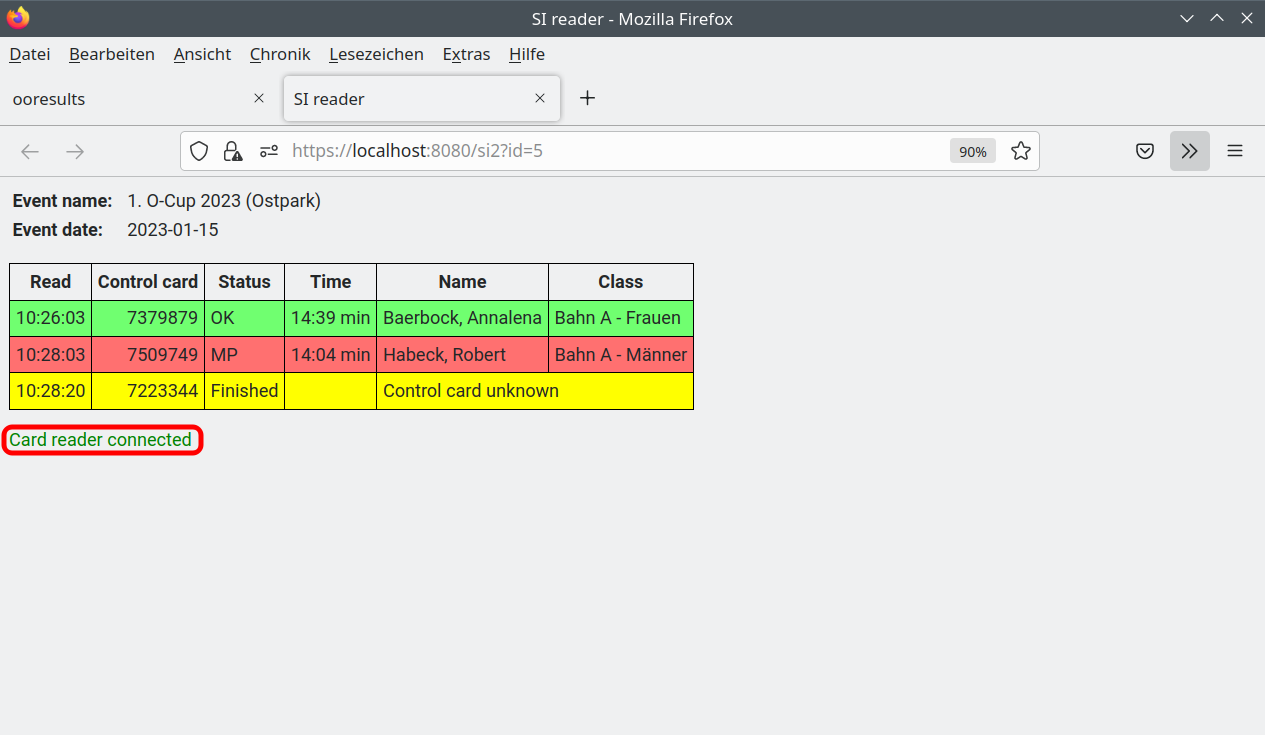 SI reader - Mozilla Firefox
Datei Bearbeiten Ansicht Chronik Lesezeichen Extras Hilfe
ooresults SI reader
https://localhost:8080/si2?id=5 90%
Event name: 1. O-Cup 2023 (Ostpark)
Event date: 2023-01-15
Read Control card Status Time Name Class
10:26:03 7379879 OK 14:39 min Baerbock, Annalena Bahn A - Frauen
10:28:03 7509749 MP 14:04 min Habeck, Robert Bahn A - Männer
10:28:20 7223344 Finished Control card unknown
Card reader connected